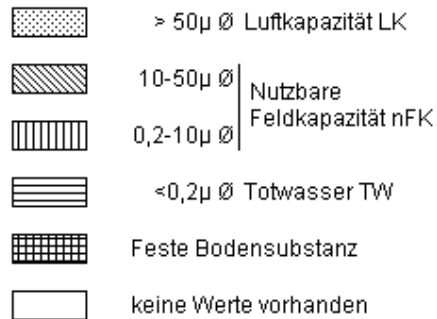 > 50µ Ø Luftkapazität LK
10-50µ Ø
Nutzbare
Feldkapazität nFK
0,2-10µ Ø
<0,2µ Ø Totwasser TW
Feste Bodensubstanz
keine Werte vorhanden